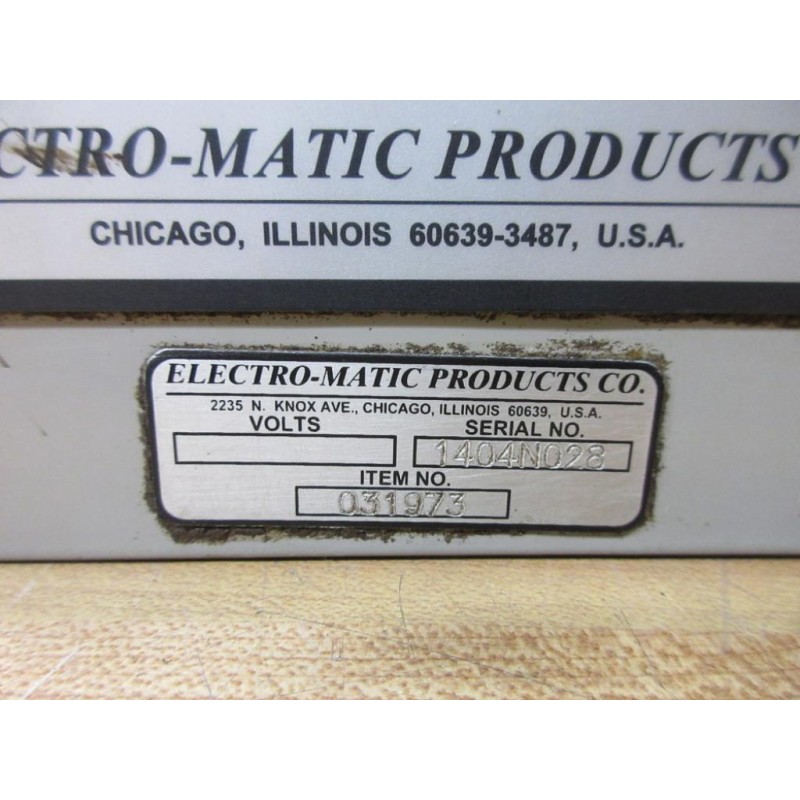 CTRO-MATIC PRODUCTS
CHICAGO, ILLINOIS 60639-3487, U.S.A.
ELECTRO-MATIC PRODUCTS CO.
2235 N. KNOX AVE., CHICAGO, ILLINOIS 60639, U.S.A.
VOLTS SERIAL NO.
1404N028
ITEM NO.
031973